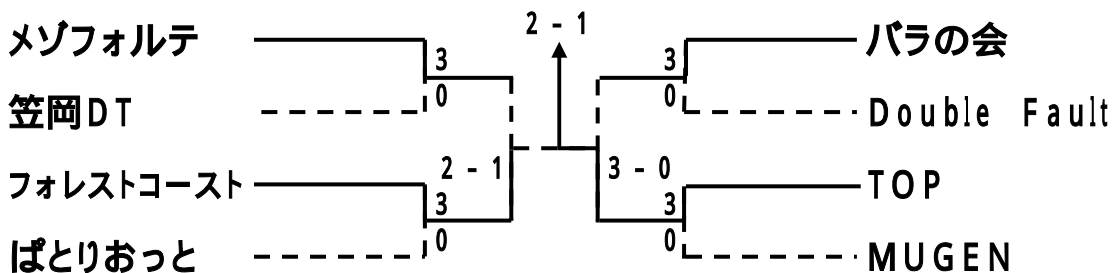 2－1
メゾフォルテ
3
バラの会
3
笠岡DT
0
Double Fault
0
フォレストコースト
2－1
3
TOP
3－0
3
ぱとりおっと
0
MUGEN
0